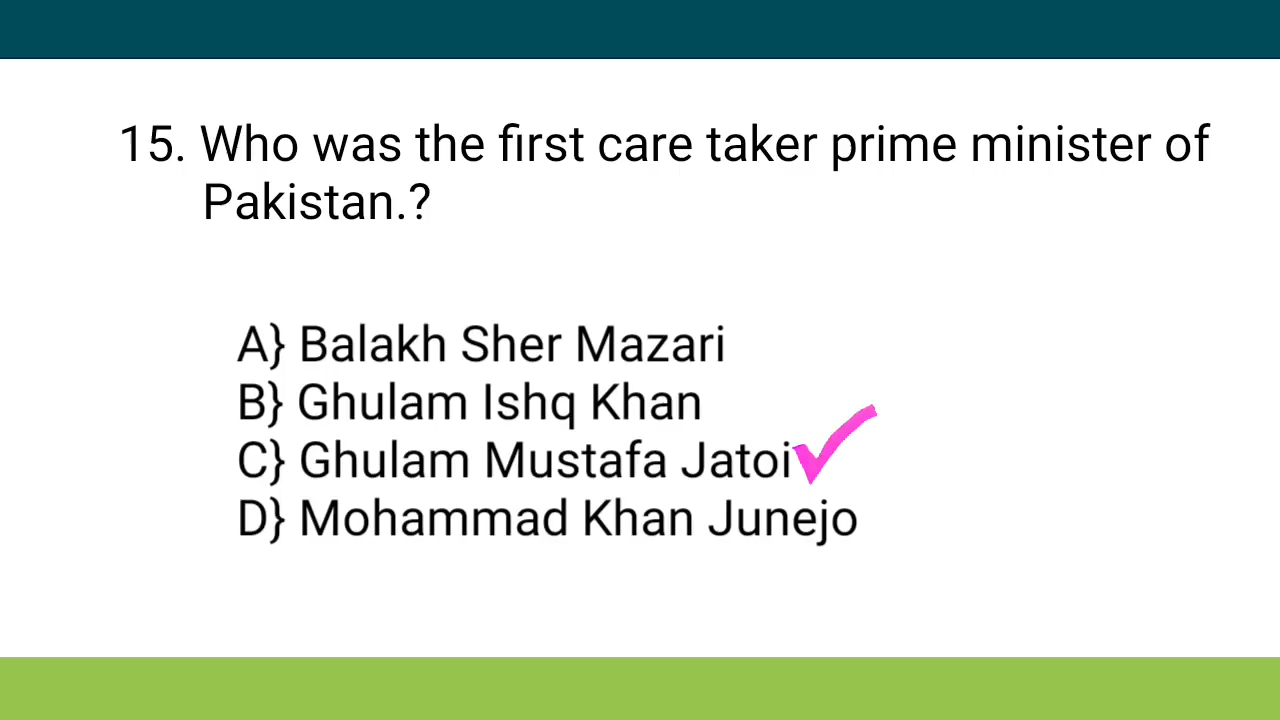 15. Who was the first care taker prime minister of
Pakistan.?
A} Balakh Sher Mazari
B} Ghulam Ishq Khan
C} Ghulam Mustafa Jatoi
D} Mohammad Khan Junejo